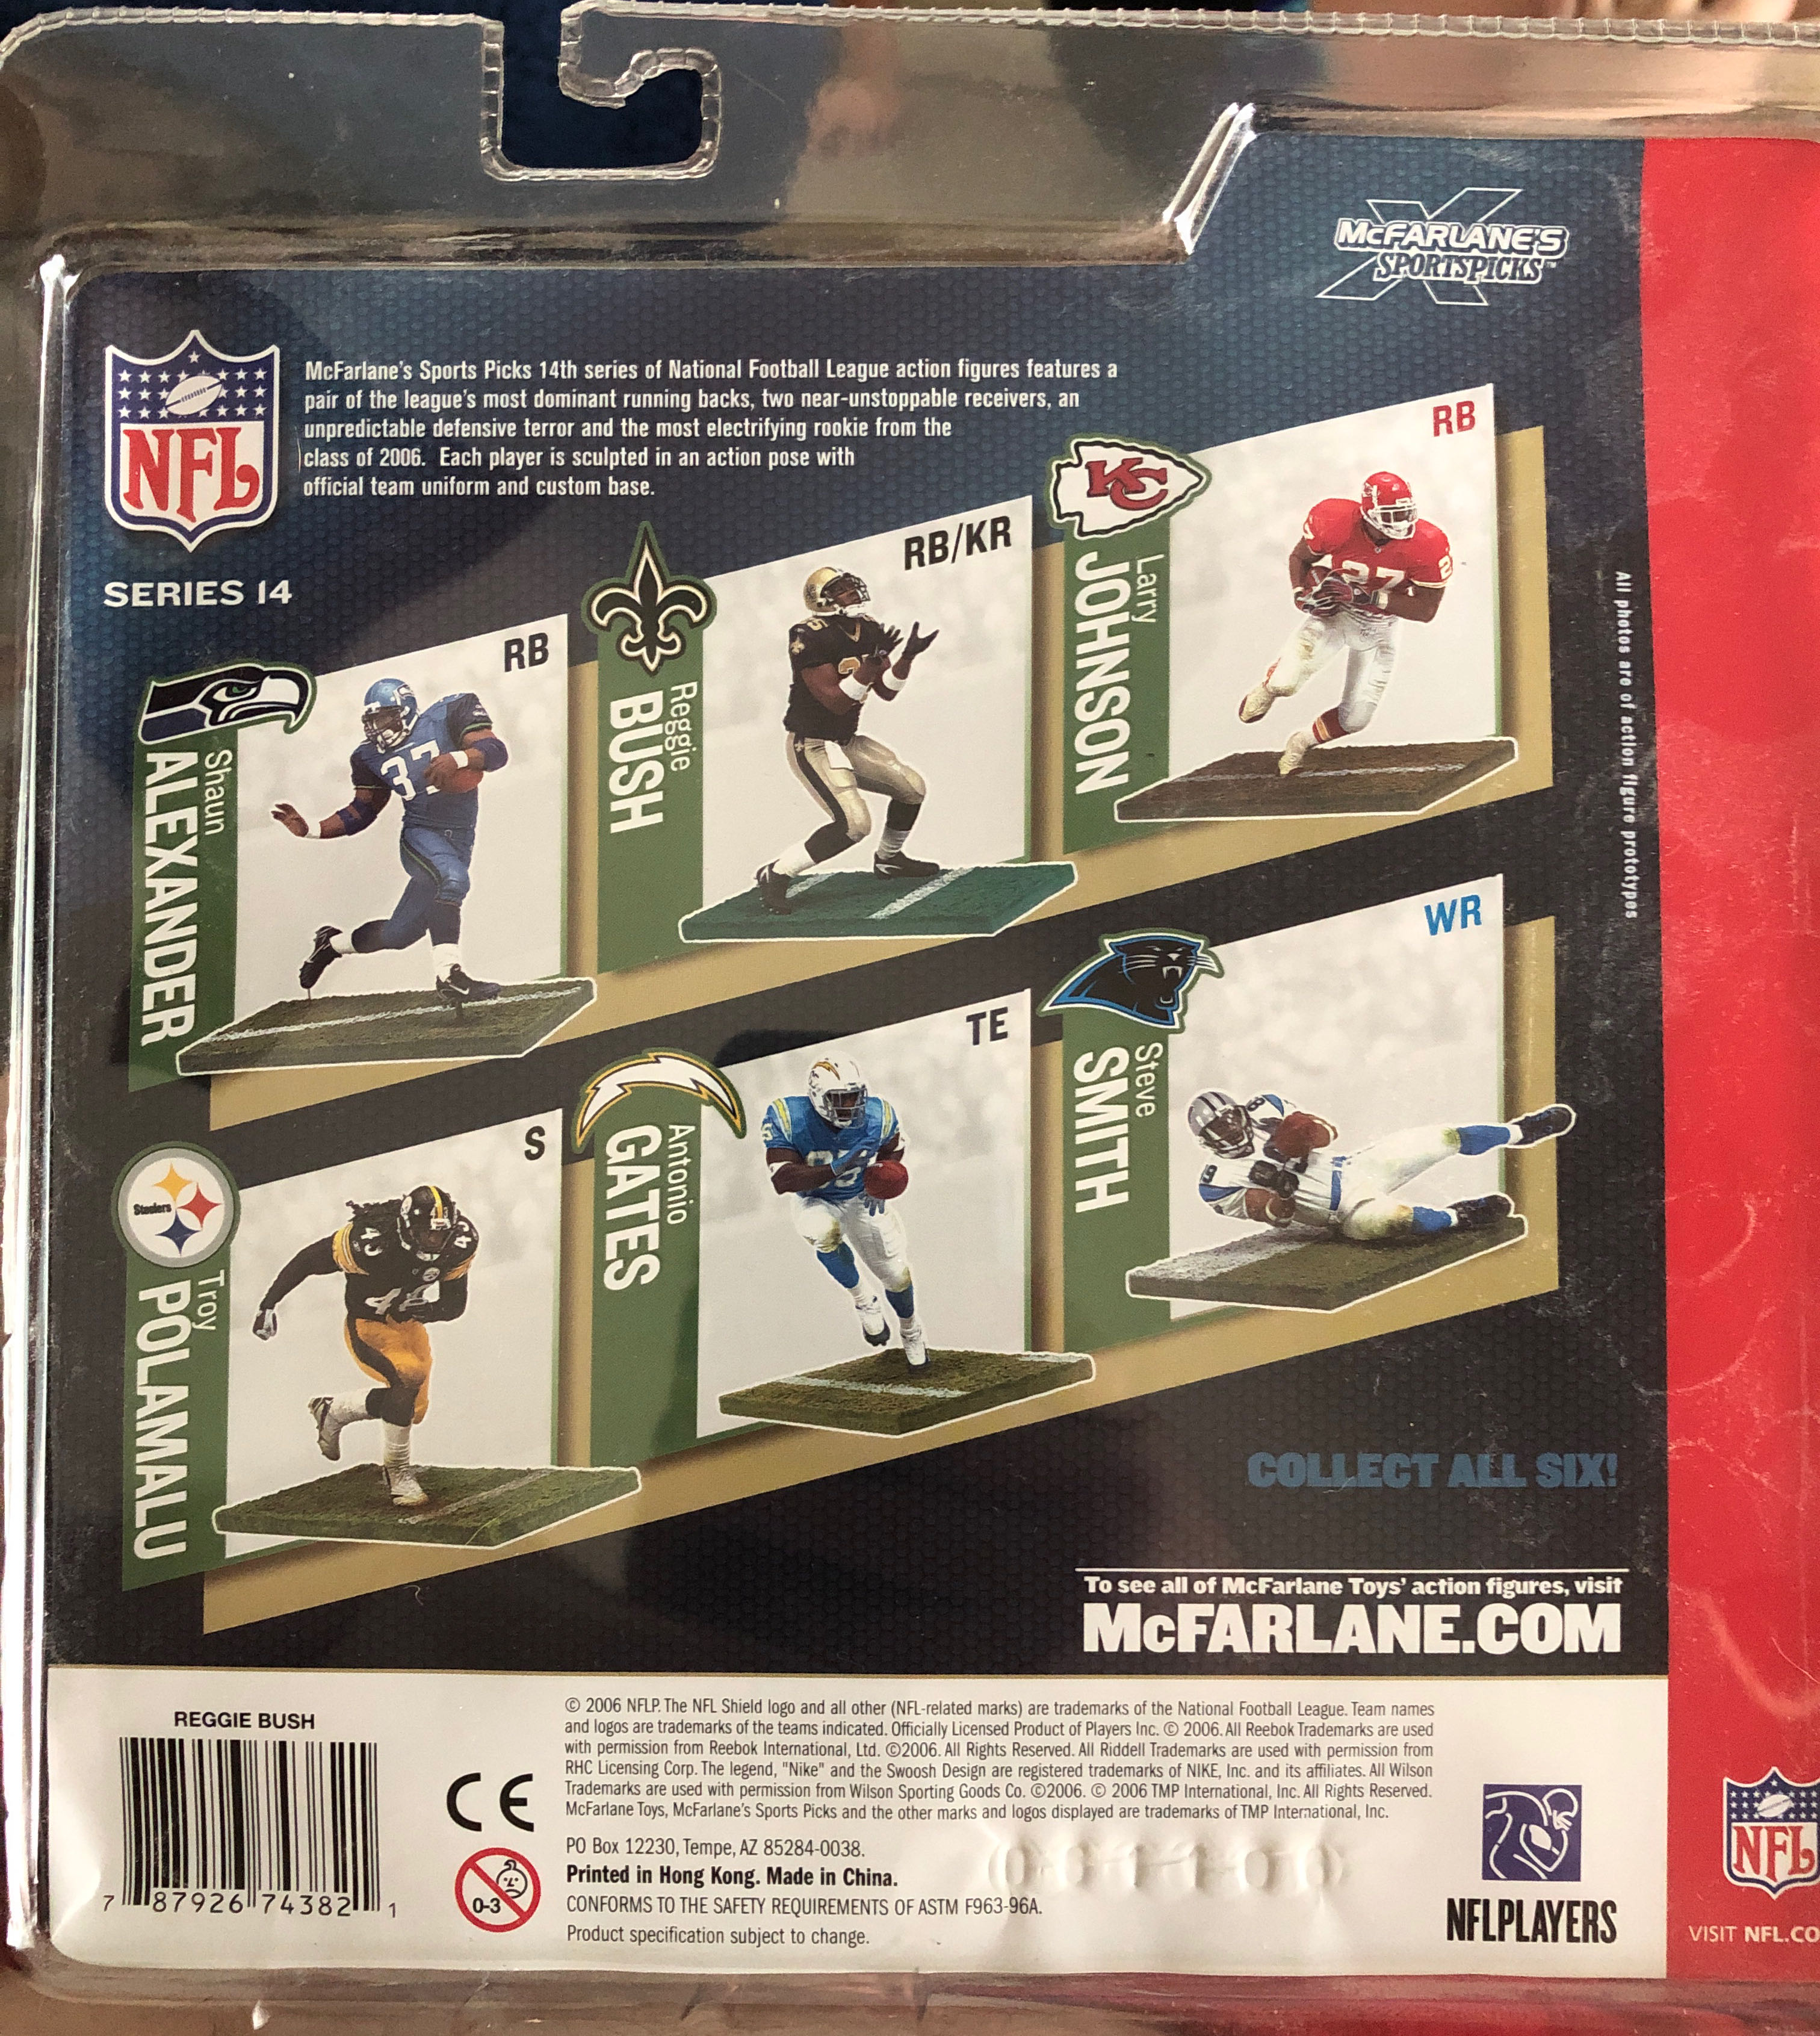 McFARLANE'S
SPORTSPICKS™
NFL
McFarlane's Sports Picks 14th series of National Football League action figures features a
pair of the league's most dominant running backs, two near-unstoppable receivers, an
unpredictable defensive terror and the most electrifying rookie from the
class of 2006. Each player is sculpted in an action pose with
official team uniform and custom base.
SERIES 14
RB
Shaun
ALEXANDER
37
RB/KR
Reggie
BUSH
RB
KC
Larry
JOHNSON
27
All photos are of action figure prototypes
S
Steelers
Troy
POLAMALU
43
TE
Antonio
GATES
WR
Steve
SMITH
COLLECT ALL SIX!
To see all of McFarlane Toys' action figures, visit
McFARLANE.COM
REGGIE BUSH
7 87926 74382 1
CE
0-3
© 2006 NFLP. The NFL Shield logo and all other (NFL-related marks) are trademarks of the National Football League. Team names
and logos are trademarks of the teams indicated. Officially Licensed Product of Players Inc. © 2006. All Reebok Trademarks are used
with permission from Reebok International, Ltd. ©2006. All Rights Reserved. All Riddell Trademarks are used with permission from
RHC Licensing Corp. The legend, "Nike" and the Swoosh Design are registered trademarks of NIKE, Inc. and its affiliates. All Wilson
Trademarks are used with permission from Wilson Sporting Goods Co. ©2006. © 2006 TMP International, Inc. All Rights Reserved.
McFarlane Toys, McFarlane's Sports Picks and the other marks and logos displayed are trademarks of TMP International, Inc.
PO Box 12230, Tempe, AZ 85284-0038.
Printed in Hong Kong. Made in China.
CONFORMS TO THE SAFETY REQUIREMENTS OF ASTM F963-96A.
Product specification subject to change.
NFLPLAYERS
NFL
VISIT NFL.CO